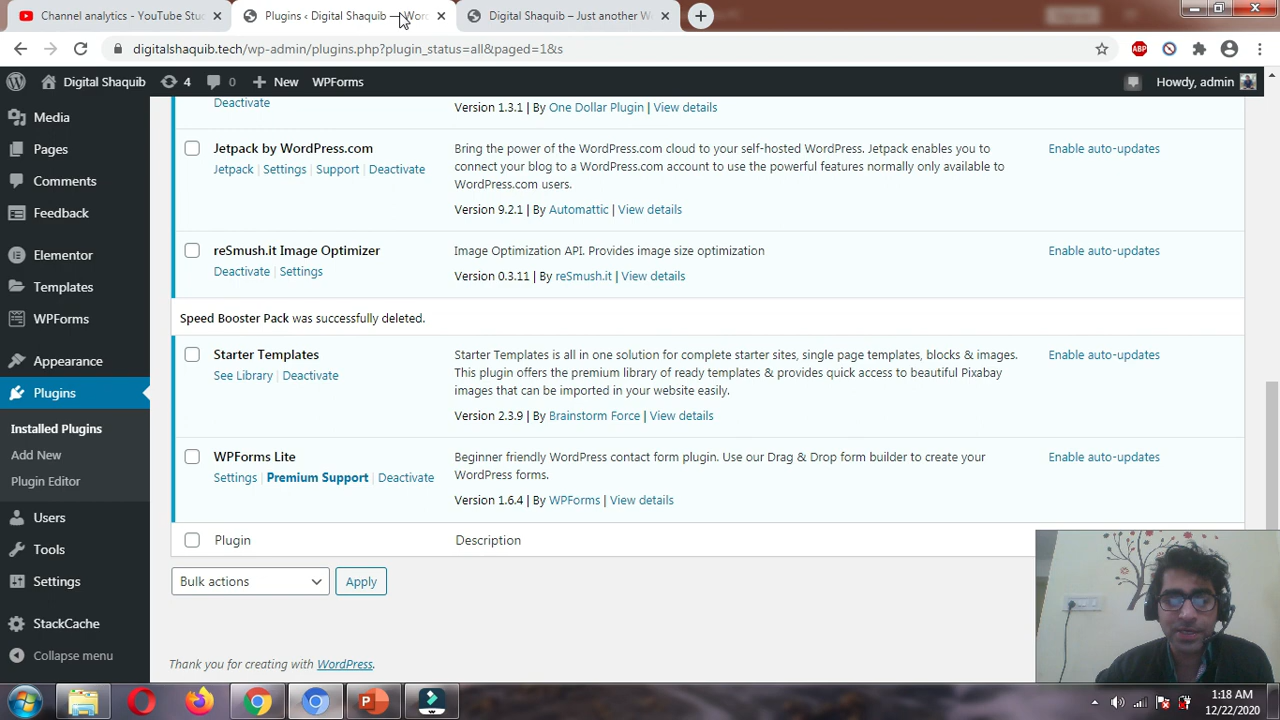 Channel analytics - YouTube Stu
Plugins ‹ Digital Shaquib — Wor
Digital Shaquib – Just another W
digitalshaquib.tech/wp-admin/plugins.php?plugin_status=all&paged=1&s
ABP
Digital Shaquib
4
0
New
WPForms
Howdy, admin
Media
Pages
Comments
Feedback
Elementor
Templates
WPForms
Appearance
Plugins
Installed Plugins
Add New
Plugin Editor
Users
Tools
Settings
StackCache
Collapse menu
Deactivate
Version 1.3.1 | By One Dollar Plugin | View details
Jetpack by WordPress.com
Jetpack | Settings | Support | Deactivate
Bring the power of the WordPress.com cloud to your self-hosted WordPress. Jetpack enables you to
connect your blog to a WordPress.com account to use the powerful features normally only available to
WordPress.com users.
Version 9.2.1 | By Automattic | View details
Enable auto-updates
reSmush.it Image Optimizer
Deactivate | Settings
Image Optimization API. Provides image size optimization
Version 0.3.11 | By reSmush.it | View details
Enable auto-updates
Speed Booster Pack was successfully deleted.
Starter Templates
See Library | Deactivate
Starter Templates is all in one solution for complete starter sites, single page templates, blocks & images.
This plugin offers the premium library of ready templates & provides quick access to beautiful Pixabay
images that can be imported in your website easily.
Version 2.3.9 | By Brainstorm Force | View details
Enable auto-updates
WPForms Lite
Settings | Premium Support | Deactivate
Beginner friendly WordPress contact form plugin. Use our Drag & Drop form builder to create your
WordPress forms.
Version 1.6.4 | By WPForms | View details
Enable auto-updates
Plugin
Description
Bulk actions
Apply
Thank you for creating with WordPress.
1:18 AM
12/22/2020